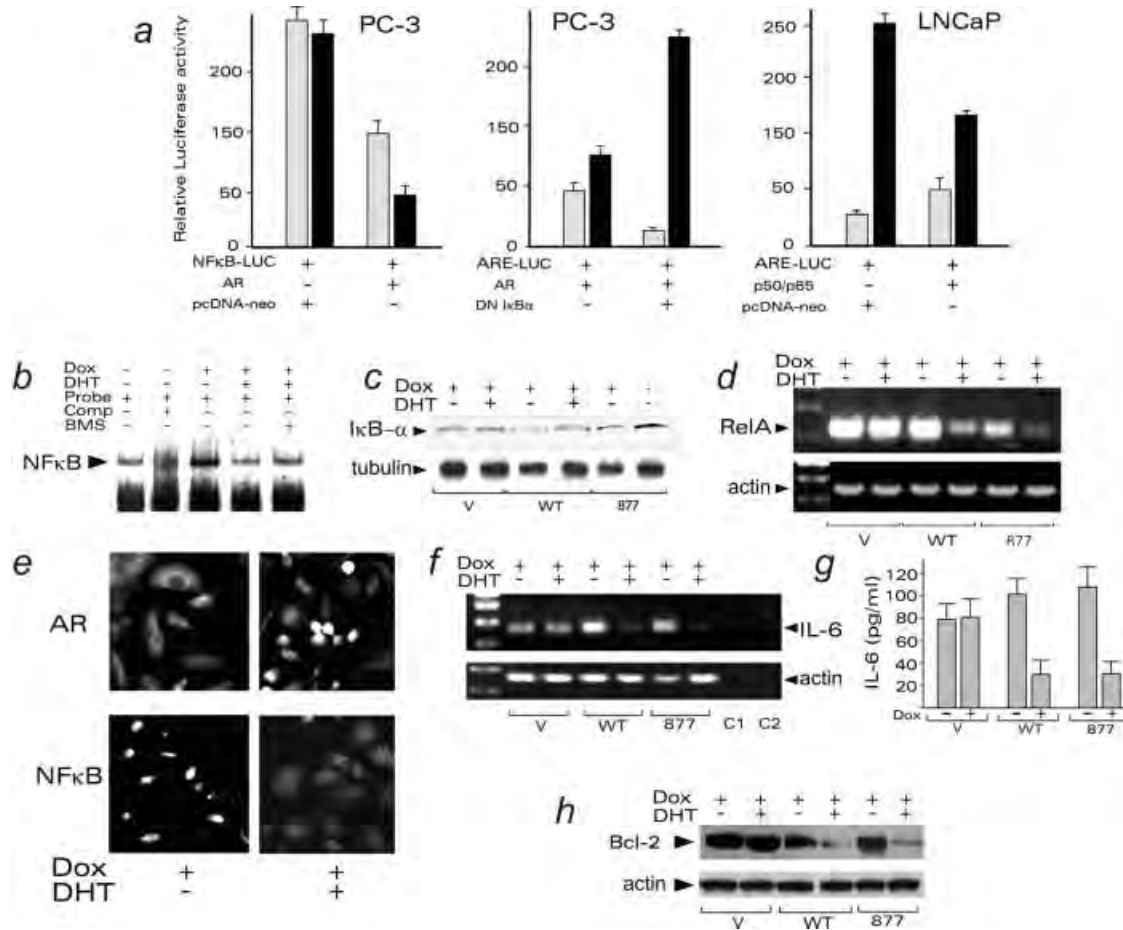 a PC-3 PC-3 LNCaP
Relative Luciferase activity
200
150
50
0
200
150
50
0
250
200
150
50
0
NFκB-LUC + +
AR - +
pcDNA-neo + -
ARE-LUC + +
AR + +
DN IκBα - +
ARE-LUC + +
p50/p65 - +
pcDNA-neo + -
b
Dox - - + + +
DHT - - - + +
Probe + - + + +
Comp - + - - -
BMS - - - - +
NFκB
c
Dox + + + + + -
DHT - + - + - -
IκB-α
tubulin
V WT 877
d
Dox + + + + + +
DHT - + - + - +
RelA
actin
V WT R77
e
AR
NFκB
Dox + +
DHT - +
f
Dox + + + + + +
DHT - + - + - +
IL-6
actin
V WT 877 C1 C2
g
IL-6 (pg/ml)
120
100
80
60
40
20
Dox - + - + - +
V WT 877
h
Dox + + + + + +
DHT - + - + - +
Bcl-2
actin
V WT 877